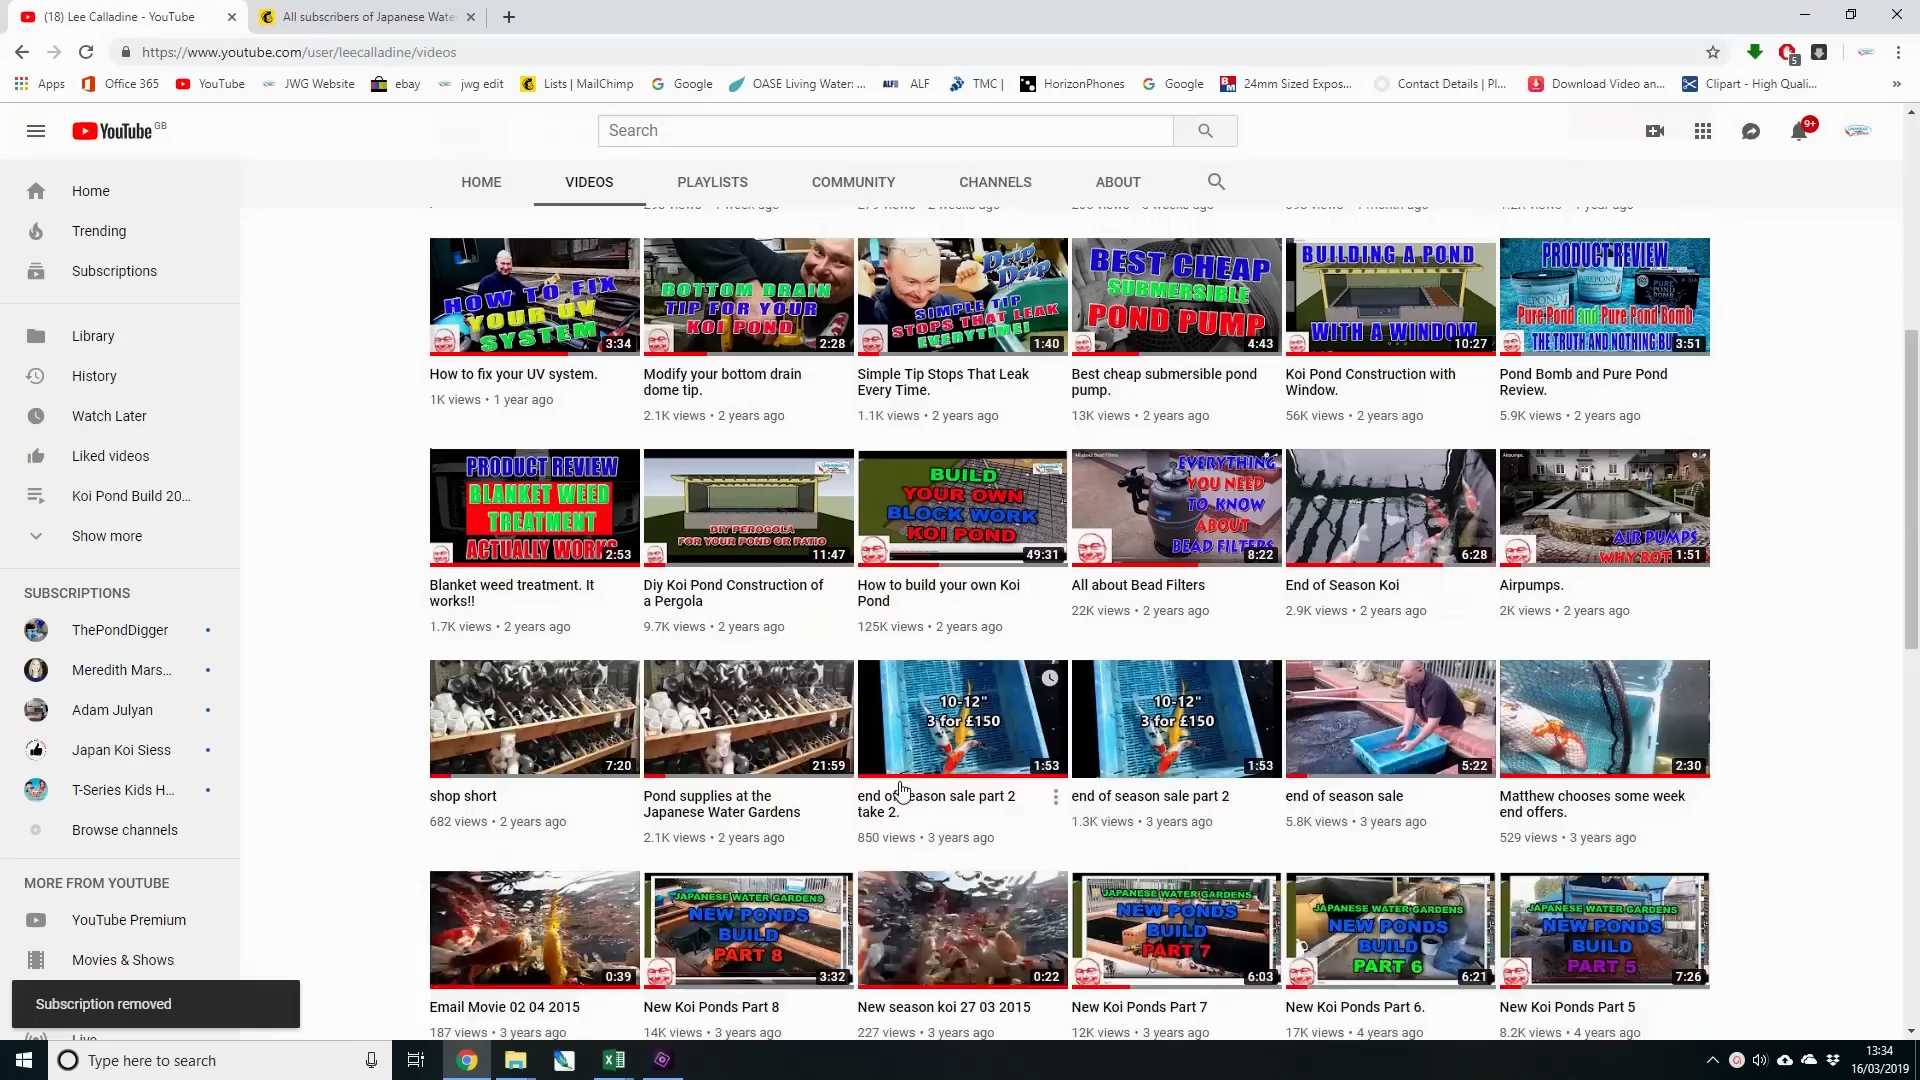 (18) Lee Calladine - YouTube
All subscribers of Japanese Wate
https://www.youtube.com/user/leecalladine/videos
5
Apps Office 365 YouTube JWG Website ebay jwg edit Lists | MailChimp Google OASE Living Water: ... ALF TMC | HorizonPhones Google 24mm Sized Expos... Contact Details | Pl... Download Video an... Clipart - High Quali... »
YouTube GB
Search
9+
HOME VIDEOS PLAYLISTS COMMUNITY CHANNELS ABOUT
Home
Trending
Subscriptions
Library
History
Watch Later
Liked videos
Koi Pond Build 20...
Show more
SUBSCRIPTIONS
ThePondDigger
Meredith Mars...
Adam Julyan
Japan Koi Siess
T-Series Kids H...
Browse channels
MORE FROM YOUTUBE
YouTube Premium
Movies & Shows
Live
Subscription removed
HOW TO FIX
YOUR UV
SYSTEM
3:34
How to fix your UV system.
1K views • 1 year ago
BOTTOM DRAIN
TIP FOR YOUR
KOI POND
2:28
Modify your bottom drain
dome tip.
2.1K views • 2 years ago
Drip
Drip
SIMPLE TIP
STOPS THAT LEAK
EVERYTIME!
1:40
Simple Tip Stops That Leak
Every Time.
1.1K views • 2 years ago
BEST CHEAP
SUBMERSIBLE
POND PUMP
4:43
Best cheap submersible pond
pump.
13K views • 2 years ago
BUILDING A POND
WITH A WINDOW
10:27
Koi Pond Construction with
Window.
56K views • 2 years ago
PRODUCT REVIEW
Pure Pond and Pure Pond Bomb
THE TRUTH AND NOTHING BU
3:51
Pond Bomb and Pure Pond
Review.
5.9K views • 2 years ago
PRODUCT REVIEW
BLANKET WEED
TREATMENT
ACTUALLY WORKS
2:53
Blanket weed treatment. It
works!!
1.7K views • 2 years ago
DIY PEROGOLA
FOR YOUR POND OR PATIO
11:47
Diy Koi Pond Construction of
a Pergola
9.7K views • 2 years ago
BUILD
YOUR OWN
BLOCK WORK
KOI POND
49:31
How to build your own Koi
Pond
125K views • 2 years ago
All about Bead Filters
EVERYTHING
YOU NEED
TO KNOW
ABOUT
BEAD FILTERS
8:22
All about Bead Filters
22K views • 2 years ago
6:28
End of Season Koi
2.9K views • 2 years ago
Airpumps.
AIR PUMPS
WHY BOT
1:51
Airpumps.
2K views • 2 years ago
7:20
shop short
682 views • 2 years ago
21:59
Pond supplies at the
Japanese Water Gardens
2.1K views • 2 years ago
10-12"
3 for £150
1:53
end of season sale part 2
take 2.
850 views • 3 years ago
10-12"
3 for £150
1:53
end of season sale part 2
1.3K views • 3 years ago
5:22
end of season sale
5.8K views • 3 years ago
2:30
Matthew chooses some week
end offers.
529 views • 3 years ago
0:39
Email Movie 02 04 2015
187 views • 3 years ago
JAPANESE WATER GARDENS
NEW PONDS
BUILD
PART 8
3:32
New Koi Ponds Part 8
14K views • 3 years ago
0:22
New season koi 27 03 2015
227 views • 3 years ago
JAPANESE WATER GARDENS
NEW PONDS
BUILD
PART 7
6:03
New Koi Ponds Part 7
12K views • 3 years ago
JAPANESE WATER GARDENS
NEW PONDS
BUILD
PART 6
6:21
New Koi Ponds Part 6.
17K views • 4 years ago
JAPANESE WATER GARDENS
NEW PONDS
BUILD
PART 5
7:26
New Koi Ponds Part 5
8.2K views • 4 years ago
Type here to search
13:34
16/03/2019